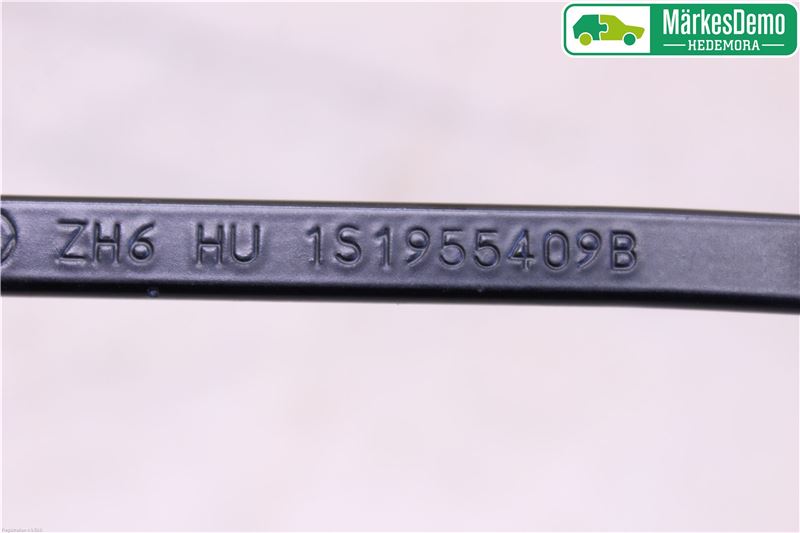 MärkesDemo
HEDEMORA
ZH6 HU 1S1955409B